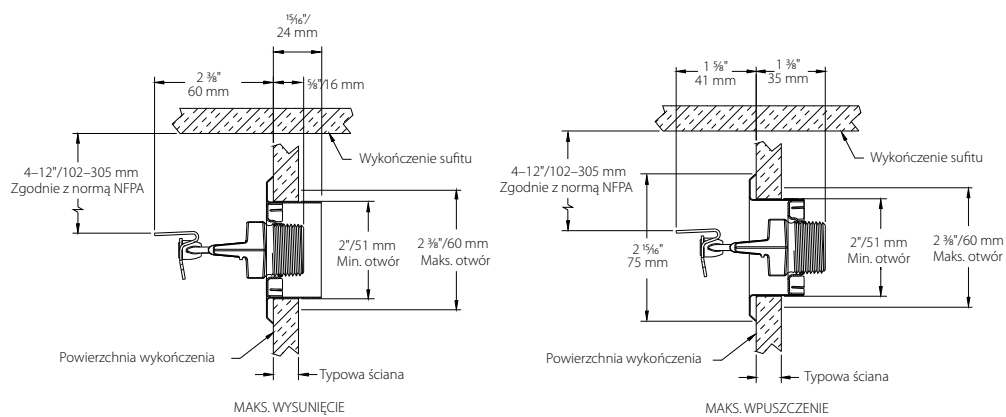 15⁄16"/
24 mm
2 3⁄8"
60 mm
5⁄8"/16 mm
Wykończenie sufitu
4–12"/102–305 mm
Zgodnie z normą NFPA
2"/51 mm
Min. otwór
2 3⁄8"/60 mm
Maks. otwór
Powierzchnia wykończenia
Typowa ściana
MAKS. WYSUNIĘCIE
1 5⁄8"
41 mm
1 3⁄8"
35 mm
Wykończenie sufitu
4–12"/102–305 mm
Zgodnie z normą NFPA
2 15⁄16"
75 mm
2"/51 mm
Min. otwór
2 3⁄8"/60 mm
Maks. otwór
Powierzchnia wykończenia
Typowa ściana
MAKS. WPUSZCZENIE